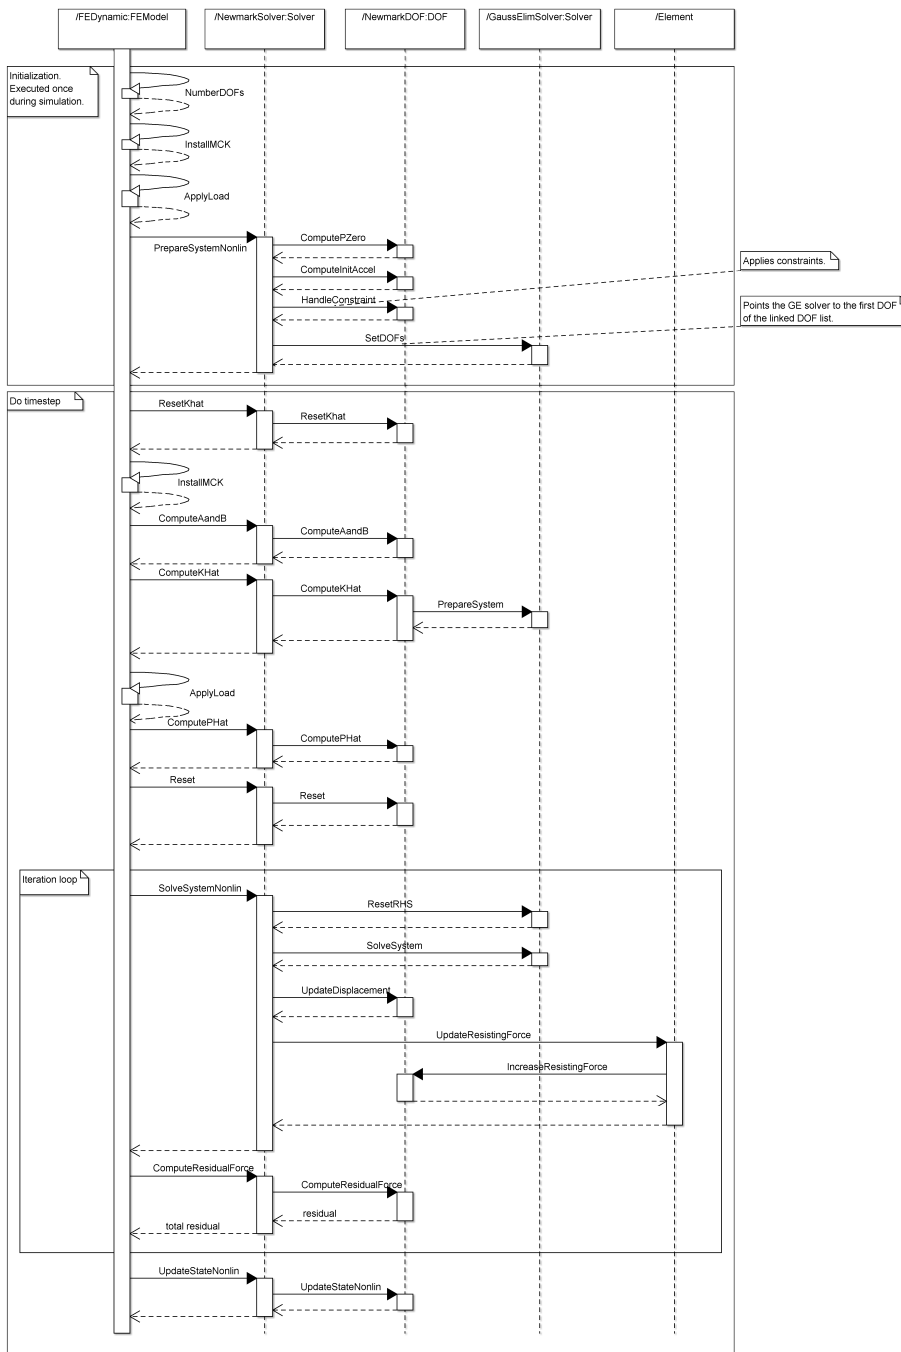 /FEDynamic:FEModel
/NewmarkSolver:Solver
/NewmarkDOF:DOF
/GaussElimSolver:Solver
/Element
Initialization.
Executed once
during simulation.
NumberDOFs
InstallMCK
ApplyLoad
PrepareSystemNonlin
ComputePZero
ComputeInitAccel
Applies constraints.
HandleConstraint
Points the GE solver to the first DOF
of the linked DOF list.
SetDOFs
Do timestep
ResetKhat
ResetKhat
InstallMCK
ComputeAandB
ComputeAandB
ComputeKHat
ComputeKHat
PrepareSystem
ApplyLoad
ComputePHat
ComputePHat
Reset
Reset
Iteration loop
SolveSystemNonlin
ResetRHS
SolveSystem
UpdateDisplacement
UpdateResistingForce
IncreaseResistingForce
ComputeResidualForce
ComputeResidualForce
residual
total residual
UpdateStateNonlin
UpdateStateNonlin